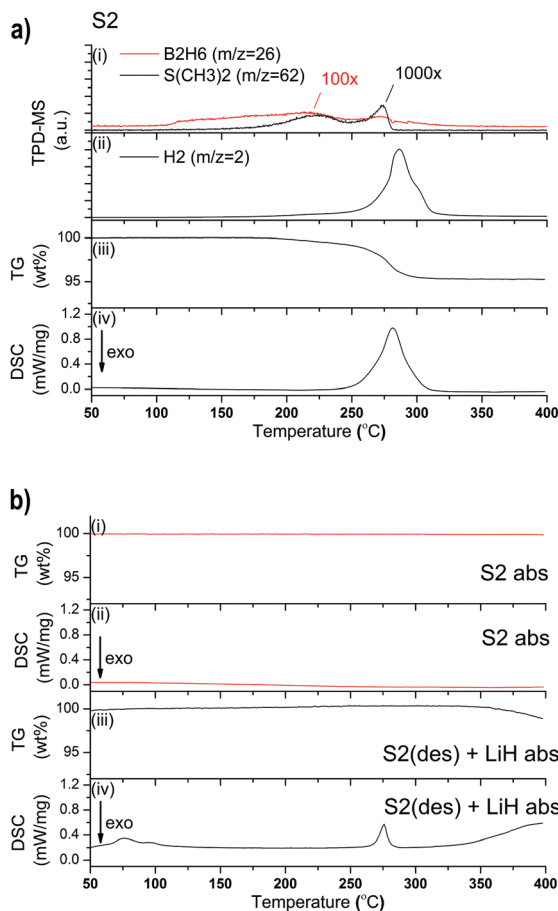 a) S2
(i)
B2H6 (m/z=26)
S(CH3)2 (m/z=62)
100x
1000x
TPD-MS
(a.u.)
(ii)
H2 (m/z=2)
(iii)
TG
(wt%)
100
95
(iv)
exo
DSC
(mW/mg)
1.2
0.8
0.4
0.0
50 100 150 200 250 300 350 400
Temperature (°C)
b)
(i)
TG
(wt%)
100
95
S2 abs
(ii)
DSC
(mW/mg)
1.2
0.8
0.4
0.0
S2 abs
exo
(iii)
TG
(wt%)
100
95
S2(des) + LiH abs
(iv)
S2(des) + LiH abs
exo
DSC
(mW/mg)
1.2
0.8
0.4
0.0
50 100 150 200 250 300 350 400
Temperature (°C)